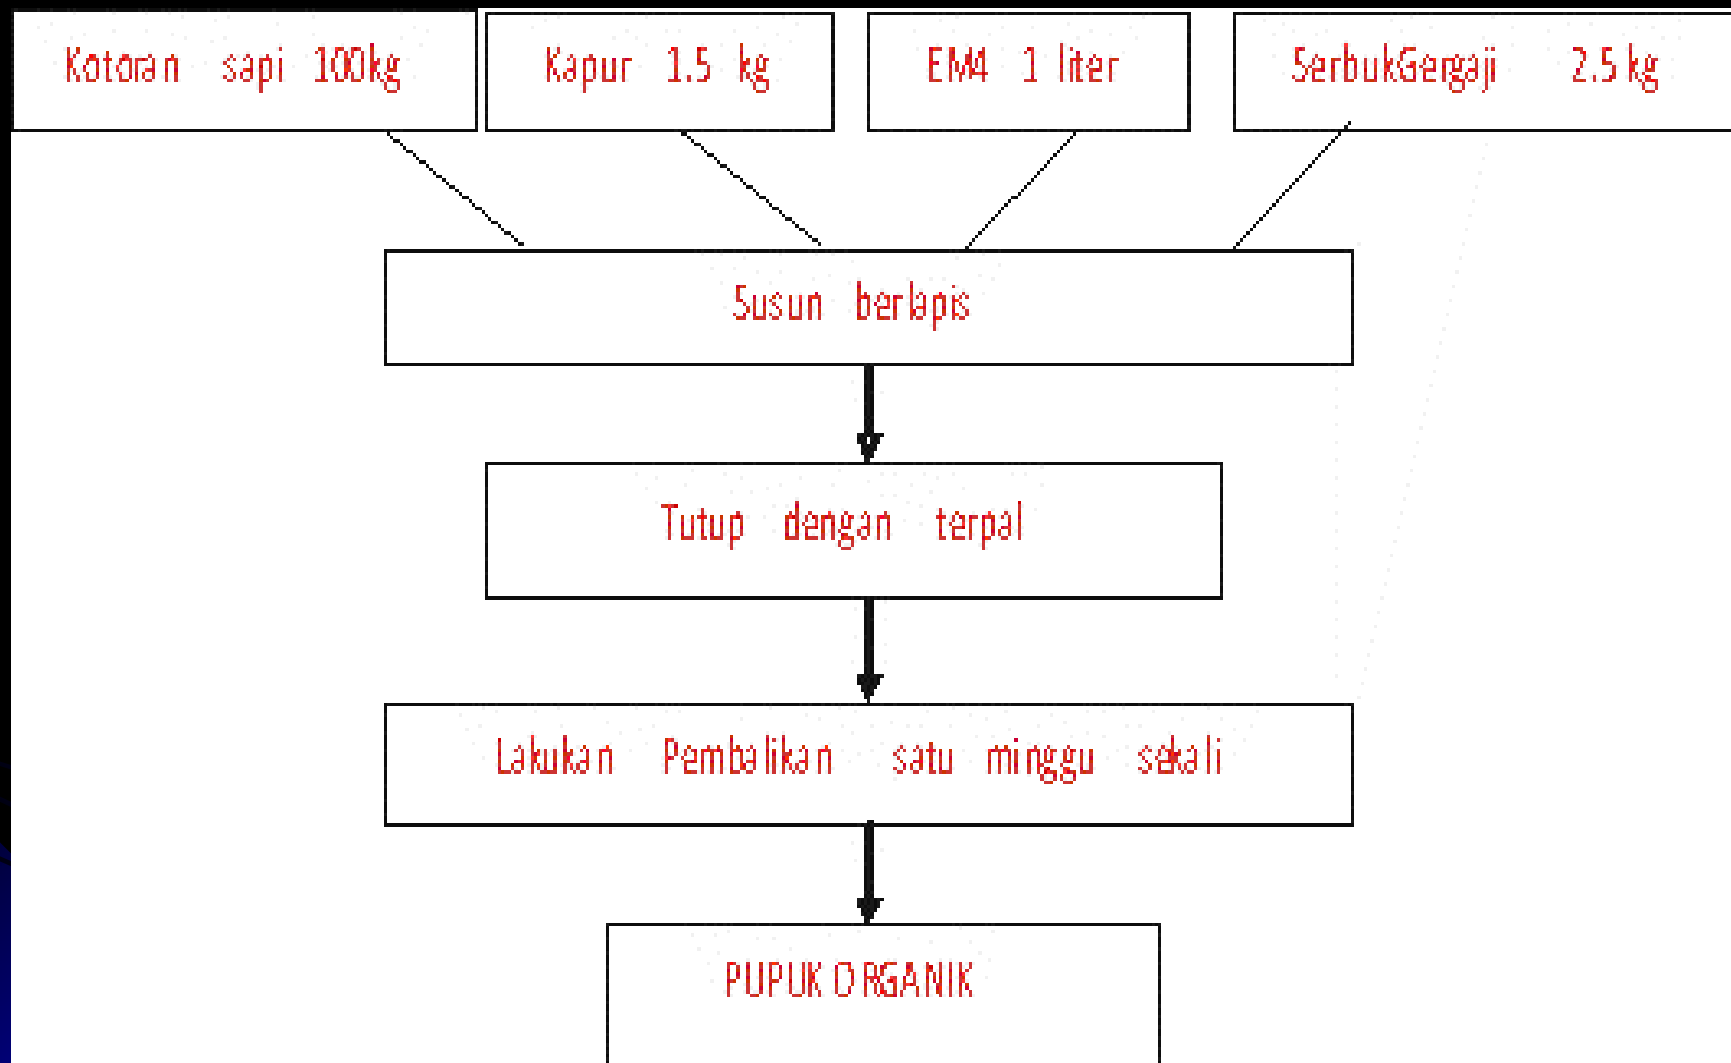 Kotoran sapi 100kg
Kapur 1.5 kg
EM4 1 liter
SerbukGergaji 2.5 kg
Susun berlapis
Tutup dengan terpal
Lakukan Pembalikan satu minggu sekali
PUPUK ORGANIK